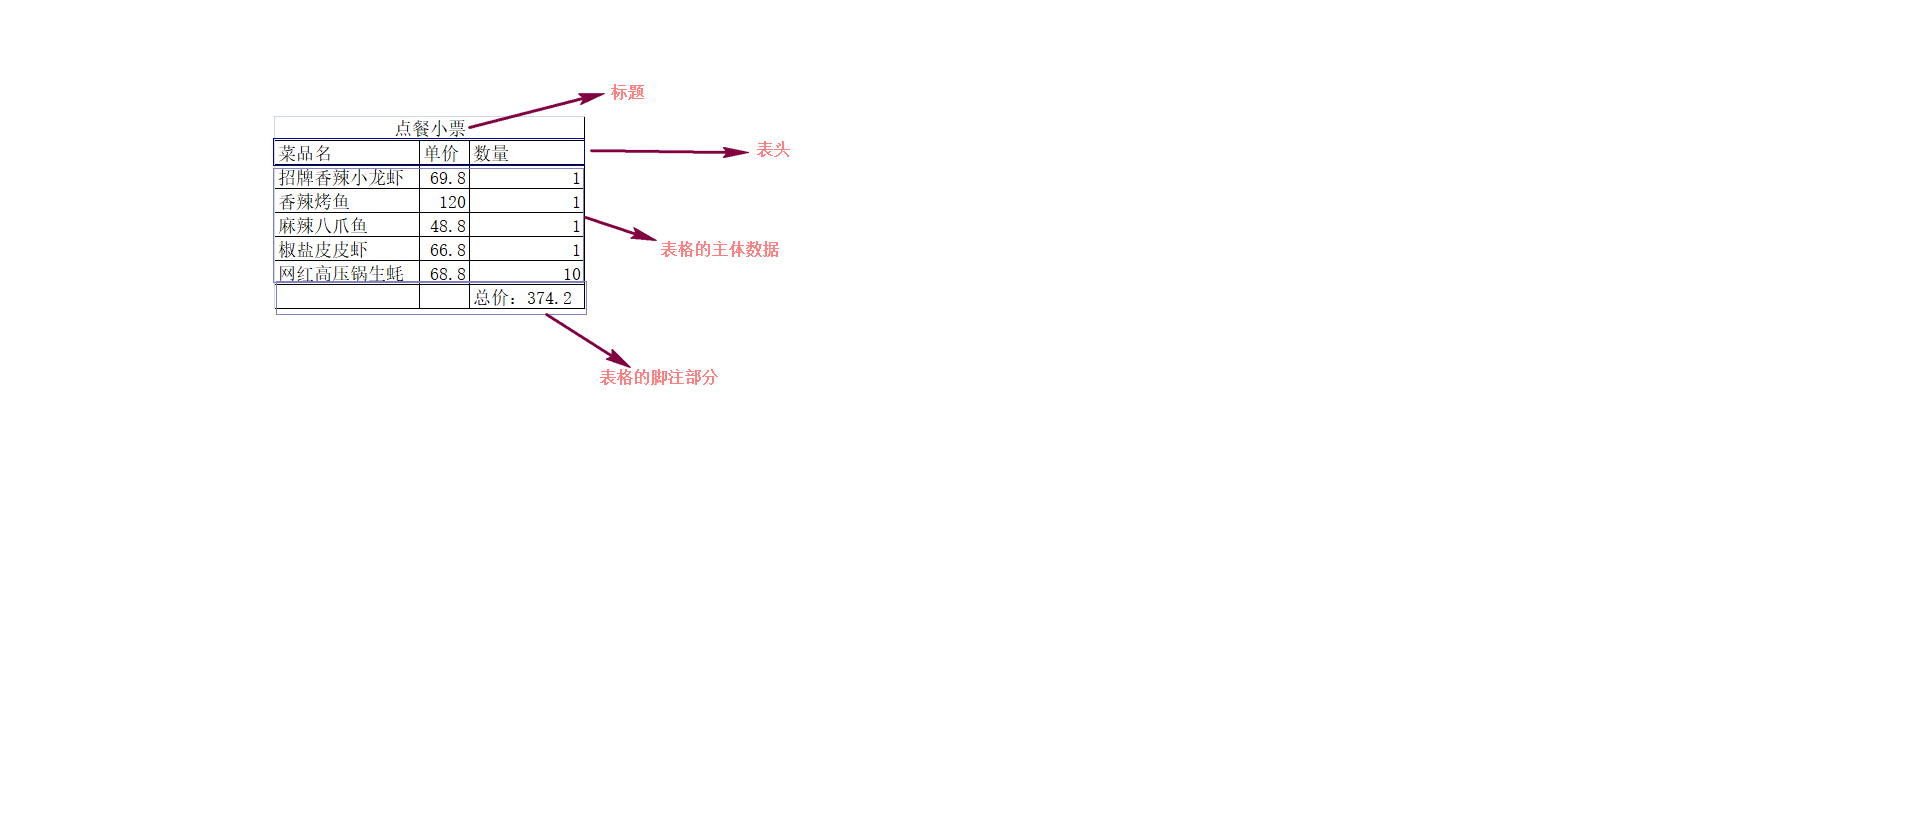 标题
点餐小票
表头
菜品名 单价 数量
招牌香辣小龙虾 69.8 1
香辣烤鱼 120 1
麻辣八爪鱼 48.8 1
表格的主体数据
椒盐皮皮虾 66.8 1
网红高压锅生蚝 68.8 10
总价：374.2
表格的脚注部分